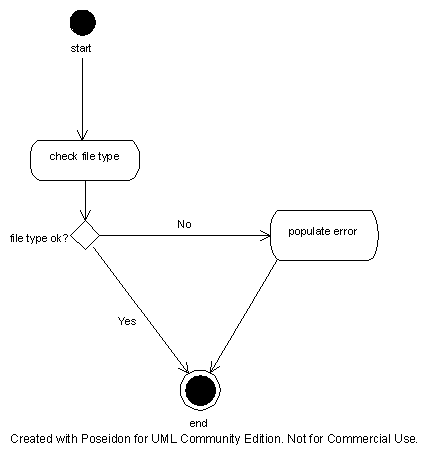 start
check file type
file type ok?
No
populate error
Yes
end
Created with Poseidon for UML Community Edition. Not for Commercial Use.